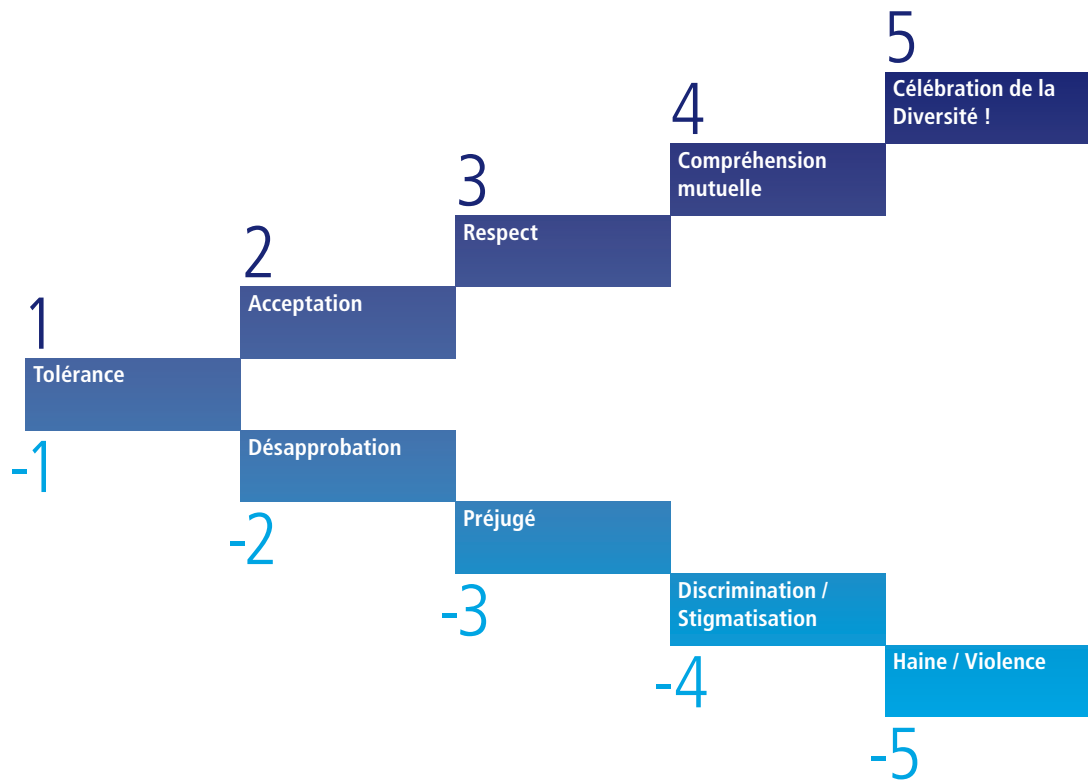 5
Célébration de la
Diversité !
4
Compréhension
mutuelle
3
Respect
2
Acceptation
1
Tolérance
-1
Désapprobation
-2
Préjugé
-3
Discrimination /
Stigmatisation
-4
Haine / Violence
-5